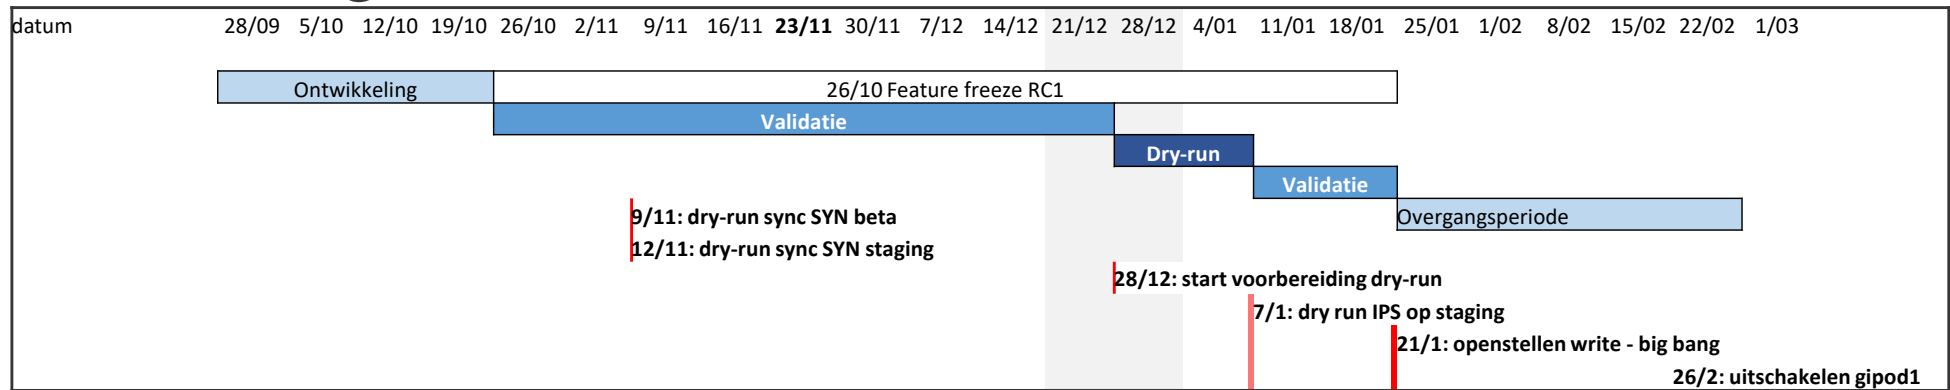 datum 28/09 5/10 12/10 19/10 26/10 2/11 9/11 16/11 23/11 30/11 7/12 14/12 21/12 28/12 4/01 11/01 18/01 25/01 1/02 8/02 15/02 22/02 1/03
Ontwikkeling 26/10 Feature freeze RC1
Validatie
Dry-run
Validatie
9/11: dry-run sync SYN beta Overgangsperiode
12/11: dry-run sync SYN staging
28/12: start voorbereiding dry-run
7/1: dry run IPS op staging
21/1: openstellen write - big bang
26/2: uitschakelen gipod1